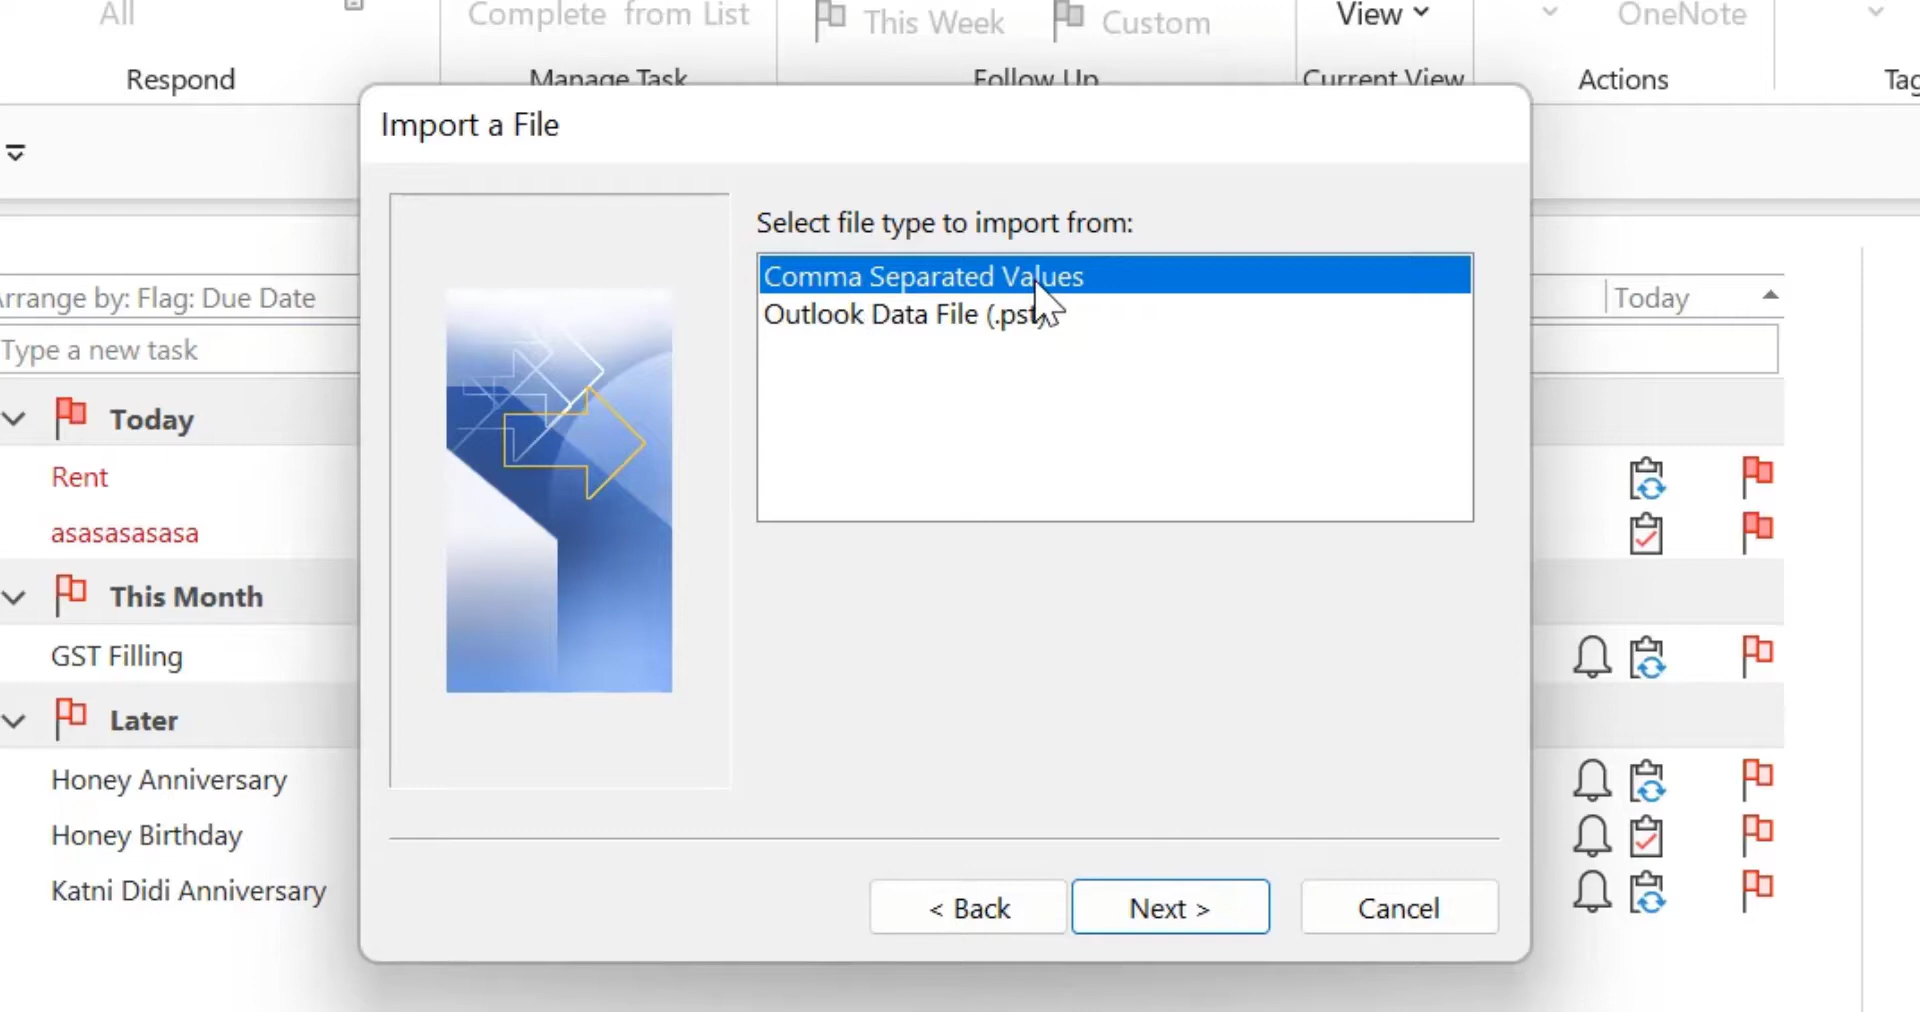 All
Complete from List
This Week
Custom
View
OneNote
Respond
Manage Task
Follow Up
Current View
Actions
Import a File
Select file type to import from:
Comma Separated Values
Outlook Data File (.pst
Arrange by: Flag: Due Date
Today
Type a new task
Today
Rent
asasasasasa
This Month
GST Filling
Later
Honey Anniversary
Honey Birthday
Katni Didi Anniversary
< Back
Next >
Cancel